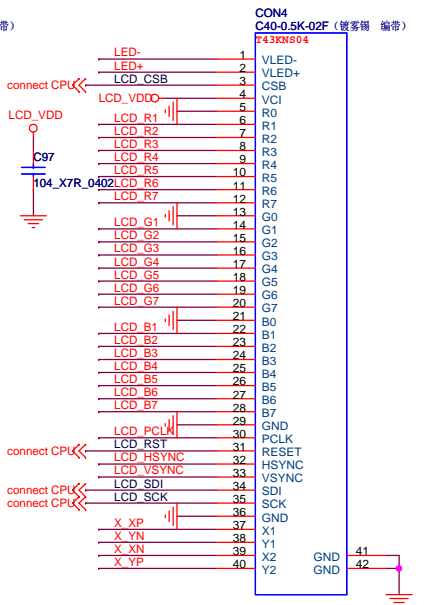 CON4
带）
C40-0.5K-02F（镀雾锡 编带）
T43KNS04
LED- 1 VLED-
LED+ 2 VLED+
connect CPU LCD_CSB 3 CSB
LCD_VDD 4 VCI
5 R0
LCD_VDD
LCD_R1 6 R1
LCD_R2 7 R2
LCD_R3 8 R3
C97
LCD_R4 9 R4
LCD_R5 10 R5
104_X7R_0402
LCD_R6 11 R6
LCD_R7 12 R7
13 G0
LCD_G1 14 G1
LCD_G2 15 G2
LCD_G3 16 G3
LCD_G4 17 G4
LCD_G5 18 G5
LCD_G6 19 G6
LCD_G7 20 G7
21 B0
LCD_B1 22 B1
LCD_B2 23 B2
LCD_B3 24 B3
LCD_B4 25 B4
LCD_B5 26 B5
LCD_B6 27 B6
LCD_B7 28 B7
29 GND
LCD_PCLK 30 PCLK
connect CPU LCD_RST 31 RESET
LCD_HSYNC 32 HSYNC
LCD_VSYNC 33 VSYNC
connect CPU LCD_SDI 34 SDI
connect CPU LCD_SCK 35 SCK
36 GND
X_XP 37 X1
X_YN 38 Y1
X_XN 39 X2 GND 41
X_YP 40 Y2 GND 42